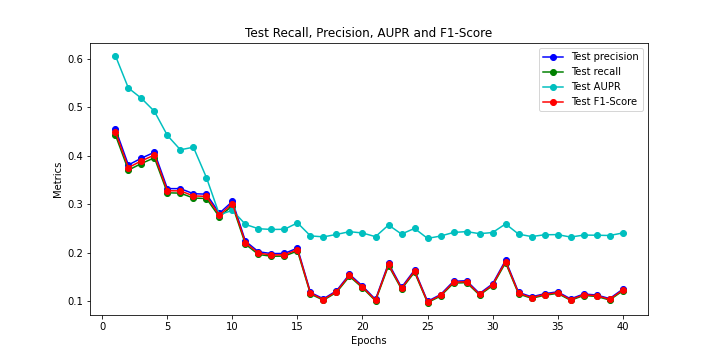 Test Recall, Precision, AUPR and F1-Score
Test precision
Test recall
Test AUPR
Test F1-Score
Metrics
0.6
0.5
0.4
0.3
0.2
0.1
0
5
10
15
20
25
30
35
40
Epochs